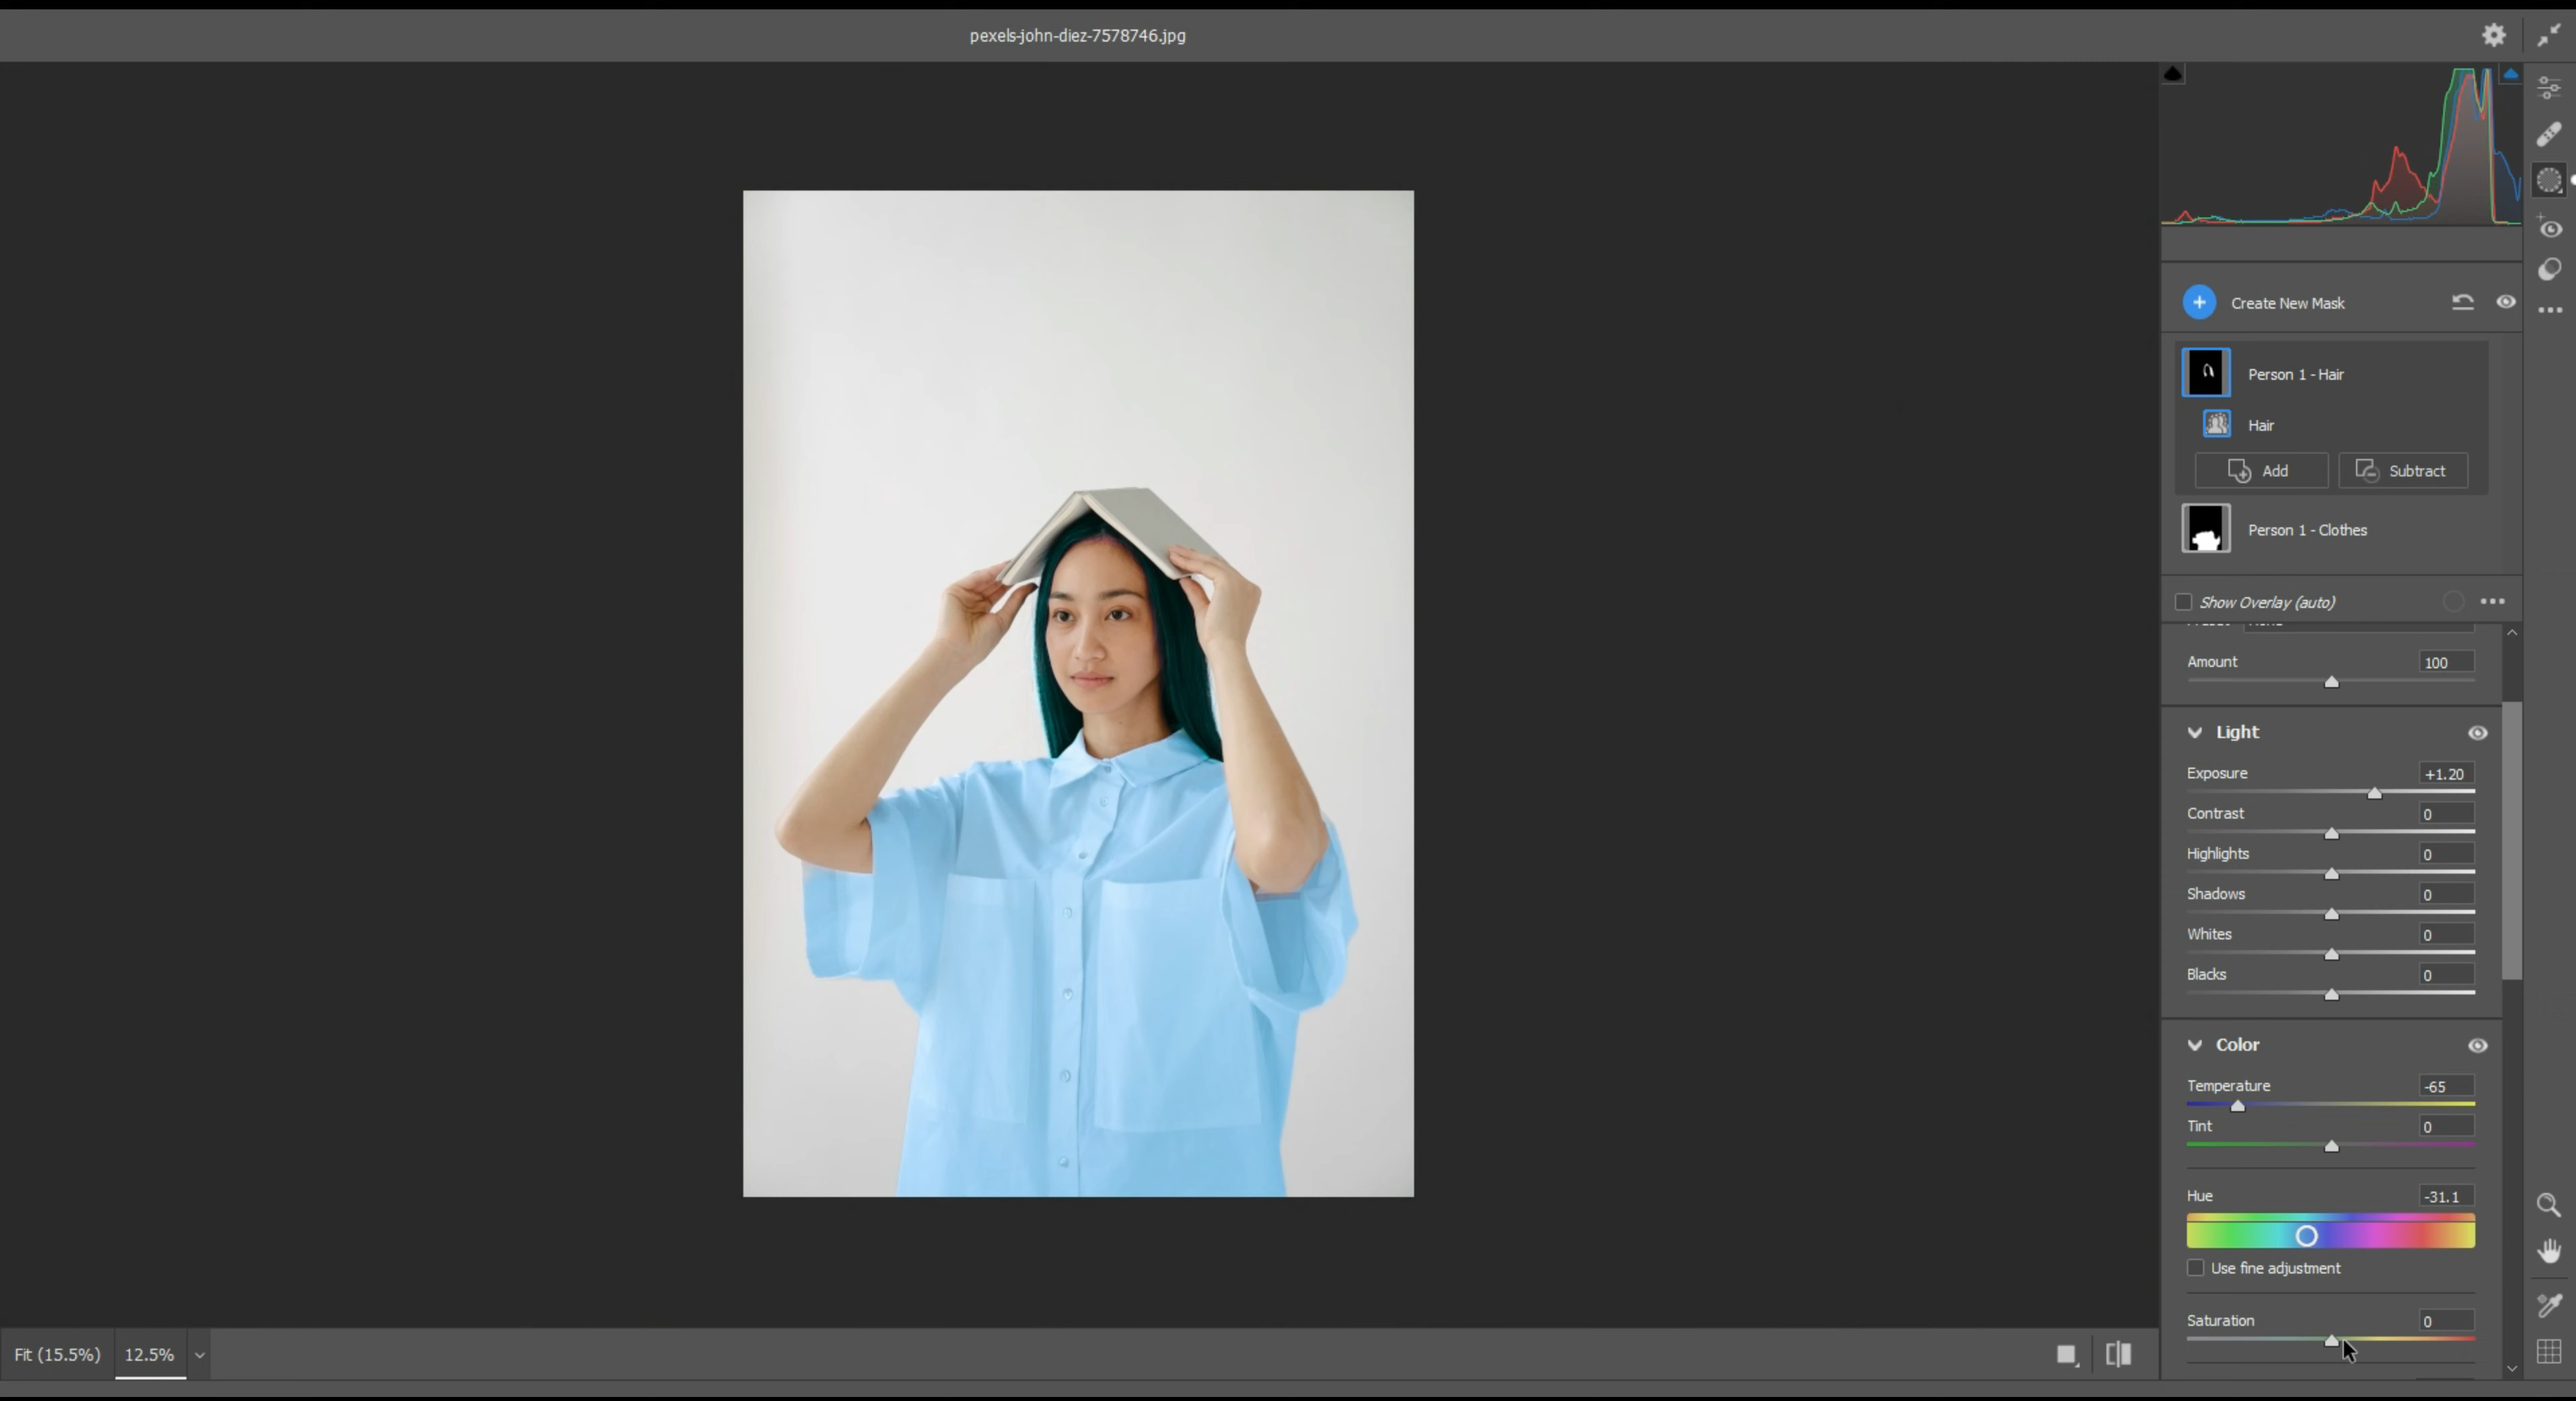 pexels-john-diez-7578746.jpg
Create New Mask
Person 1 - Hair
Hair
Add
Subtract
Person 1 - Clothes
Show Overlay (auto)
Amount 100
Light
Exposure +1.20
Contrast 0
Highlights 0
Shadows 0
Whites 0
Blacks 0
Color
Temperature -65
Tint 0
Hue -31.1
Use fine adjustment
Saturation 0
Fit (15.5%) 12.5%